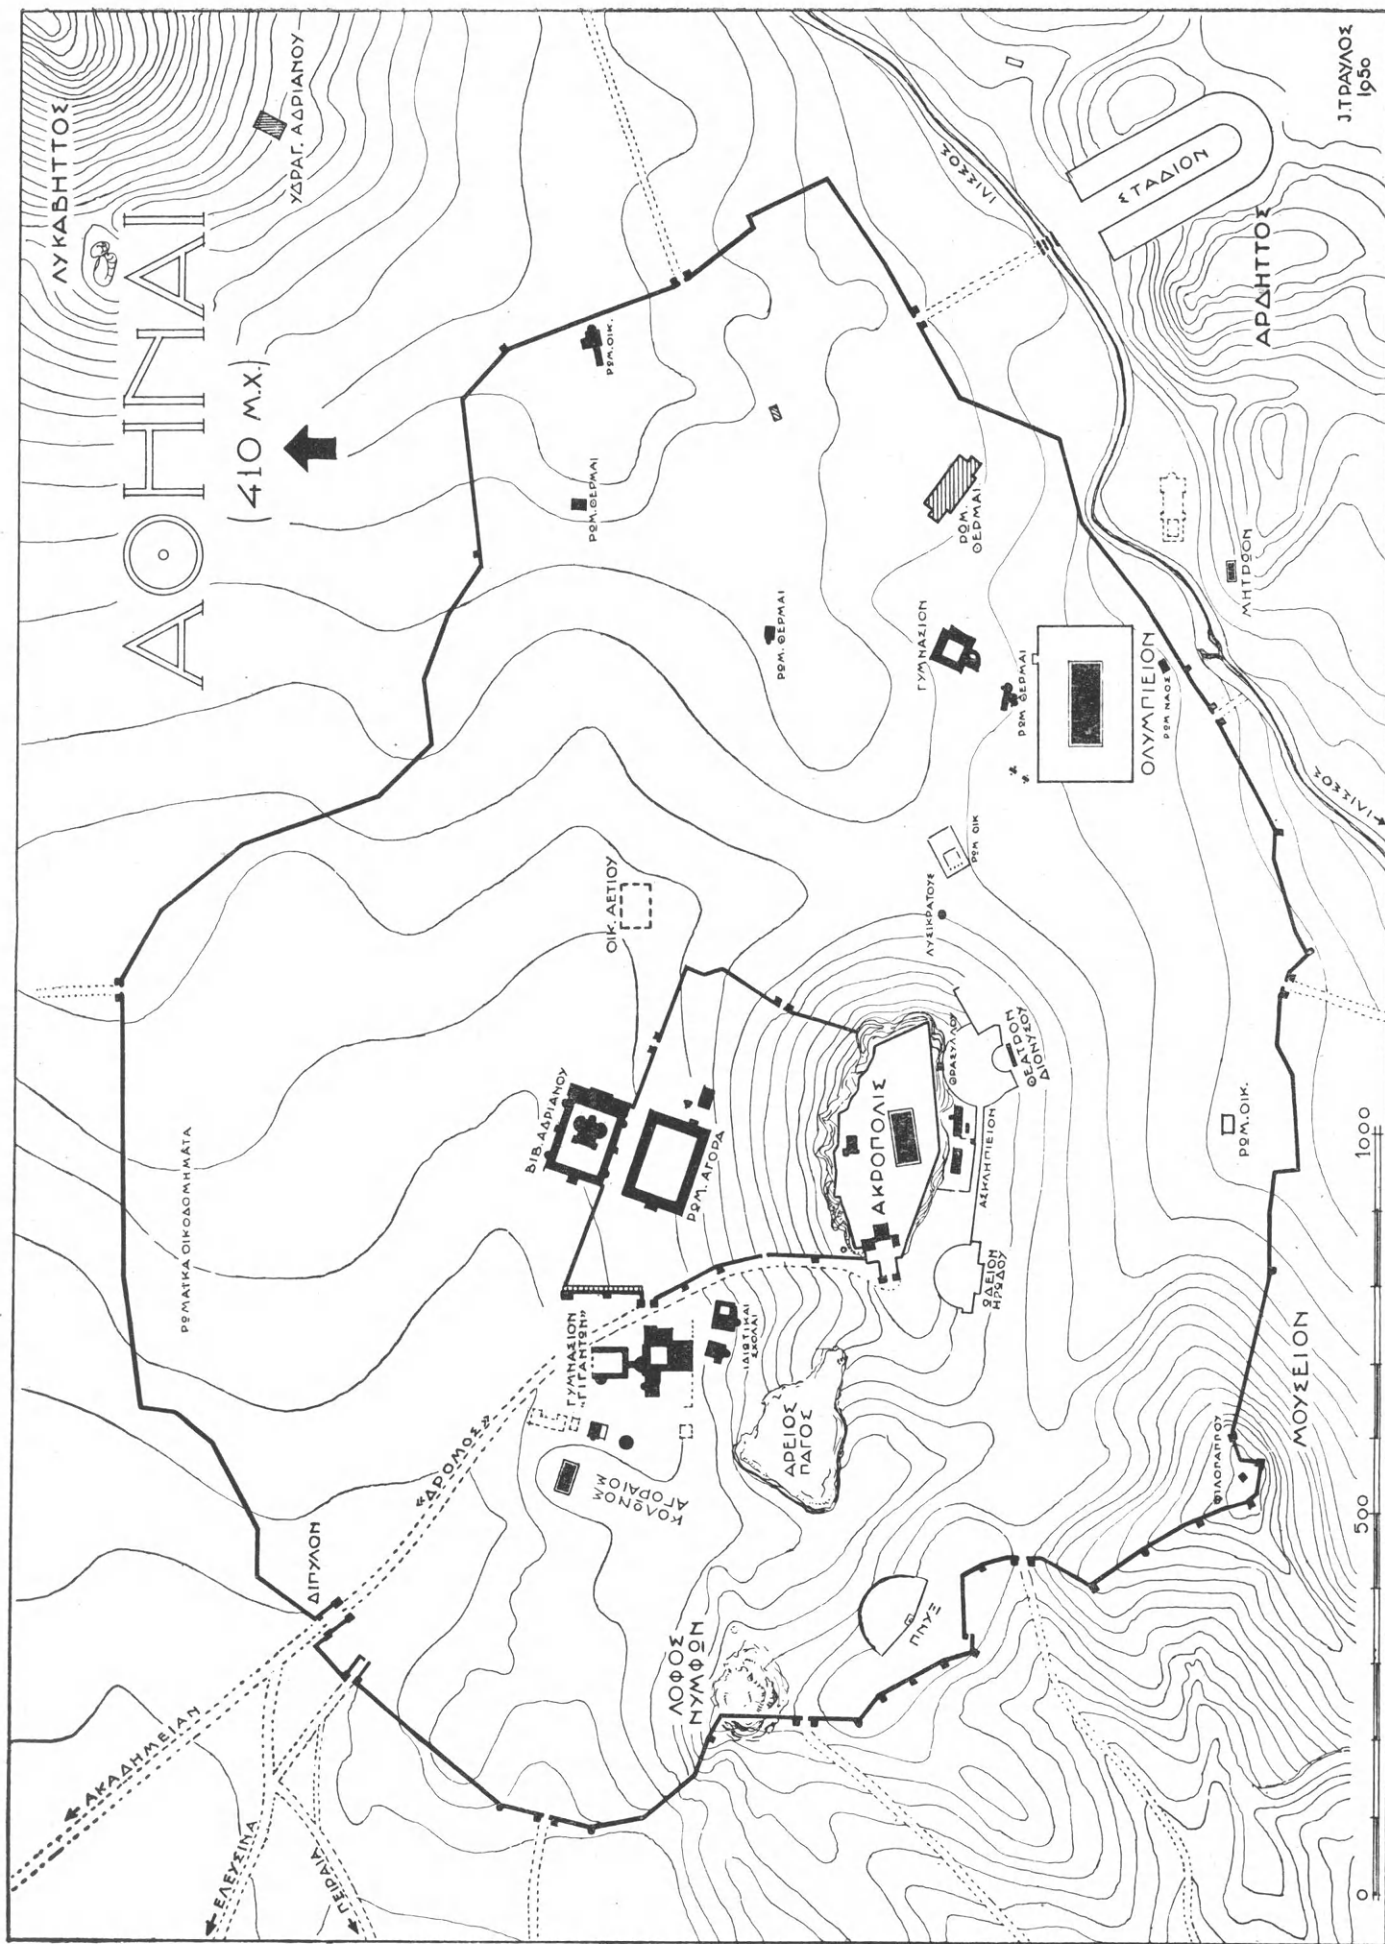 ΑΘΗΝΑΙ
(410 Μ.Χ.)
ΛΥΚΑΒΗΤΤΟΣ
ΥΔΡΑΓ. ΑΔΡΙΑΝΟΥ
ΡΩΜΑΪΚΑ ΟΙΚΟΔΟΜΗΜΑΤΑ
ΑΚΑΔΗΜΕΙΑΝ
ΕΛΕΥΣΙΝΑ
ΠΕΙΡΑΙΑ
ΔΙΠΥΛΟΝ
«ΔΡΟΜΟΣ»
ΚΟΛΩΝΟΣ
ΑΓΟΡΑΙΟΣ
ΓΥΜΝΑΣΙΟΝ
«ΓΙΓΑΝΤΩΝ»
ΙΔΙΩΤΙΚΑΙ
ΣΧΟΛΑΙ
ΒΙΒ. ΑΔΡΙΑΝΟΥ
ΡΩΜ. ΑΓΟΡΑ
ΟΙΚ. ΑΕΤΙΟΥ
ΡΩΜ. ΘΕΡΜΑΙ
ΡΩΜ. ΟΙΚ.
ΡΩΜ. ΘΕΡΜΑΙ
ΡΩΜ.
ΘΕΡΜΑΙ
ΓΥΜΝΑΣΙΟΝ
ΡΩΜ ΘΕΡΜΑΙ
ΟΛΥΜΠΙΕΙΟΝ
ΡΩΜ ΝΑΟΣ
ΡΩΜ ΟΙΚ
ΛΥΣΙΚΡΑΤΟΥΣ
ΑΚΡΟΠΟΛΙΣ
ΘΡΑΣΥΛΛΟΥ
ΘΕΑΤΡΟΝ
ΔΙΟΝΥΣΟΥ
ΑΣΚΛΗΠΙΕΙΟΝ
ΩΔΕΙΟΝ
ΗΡΩΔΟΥ
ΑΡΕΙΟΣ
ΠΑΓΟΣ
ΛΟΦΟΣ
ΝΥΜΦΩΝ
ΠΝΥΞ
ΦΙΛΟΠΑΠΠΟΥ
ΜΟΥΣΕΙΟΝ
ΡΩΜ. ΟΙΚ.
ΙΛΙΣΣΟΣ
ΙΛΙΣΣΟΣ
ΜΗΤΡΩΟΝ
ΑΡΔΗΤΤΟΣ
ΣΤΑΔΙΟΝ
0 500 1000
Ι.ΤΡΑΥΛΟΣ
1950